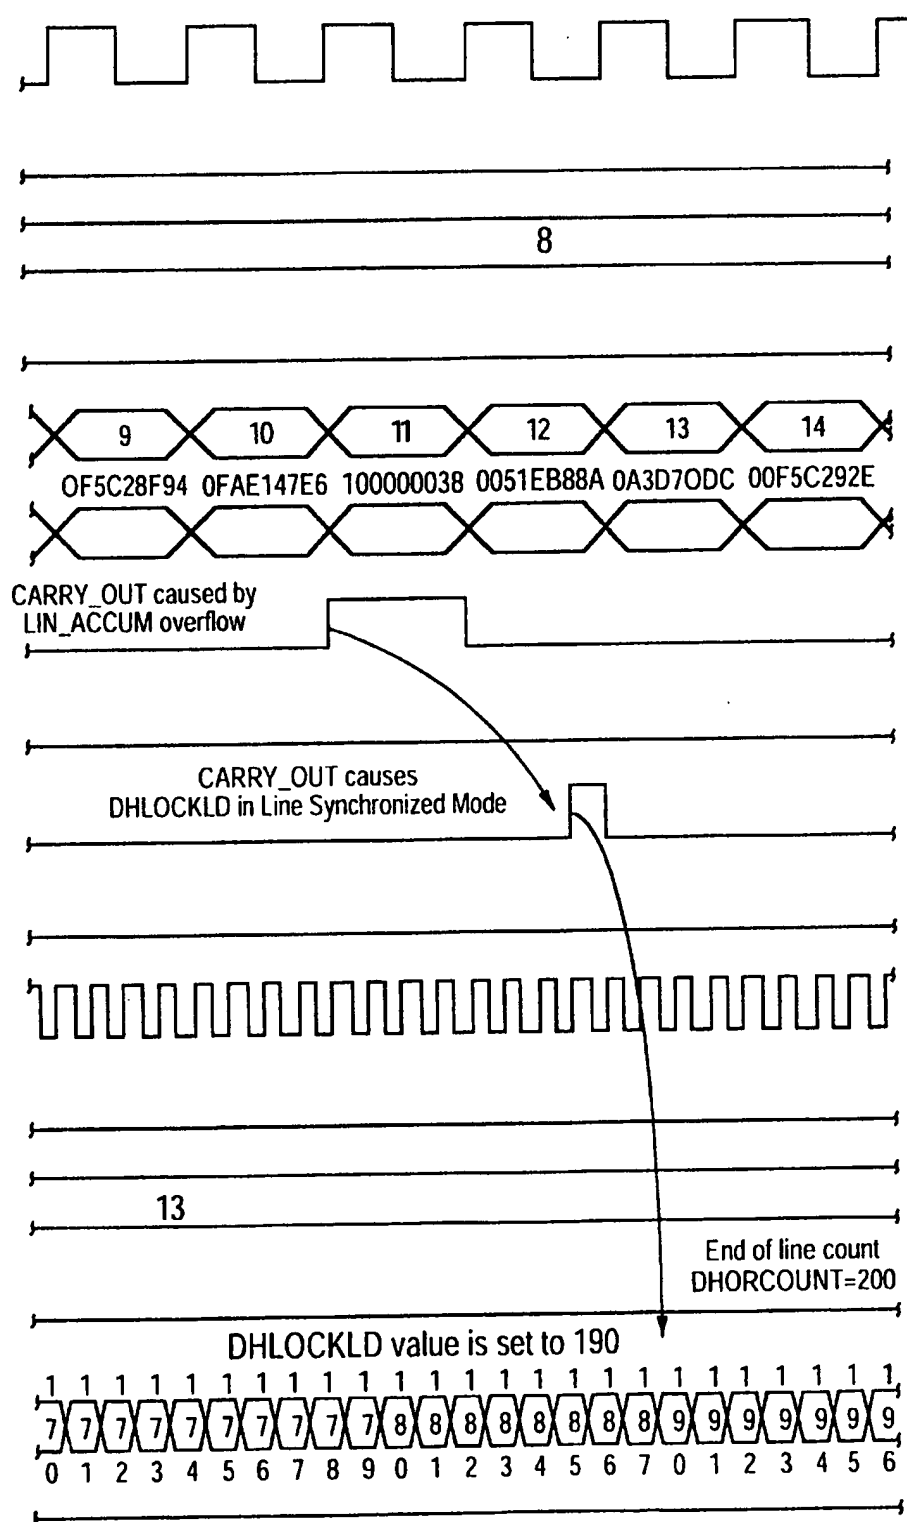 8
9 10 11 12 13 14
OF5C28F94 0FAE147E6 100000038 0051EB88A 0A3D70DC 00F5C292E
CARRY_OUT caused by
LIN_ACCUM overflow
CARRY_OUT causes
DHLOCKLD in Line Synchronized Mode
13
End of line count
DHORCOUNT=200
DHLOCKLD value is set to 190
1 1 1 1 1 1 1 1 1 1 1 1 1 1 1 1 1 1 1 1 1 1 1 1 1
7 7 7 7 7 7 7 7 7 7 8 8 8 8 8 8 8 8 9 9 9 9 9 9 9
0 1 2 3 4 5 6 7 8 9 0 1 2 3 4 5 6 7 0 1 2 3 4 5 6